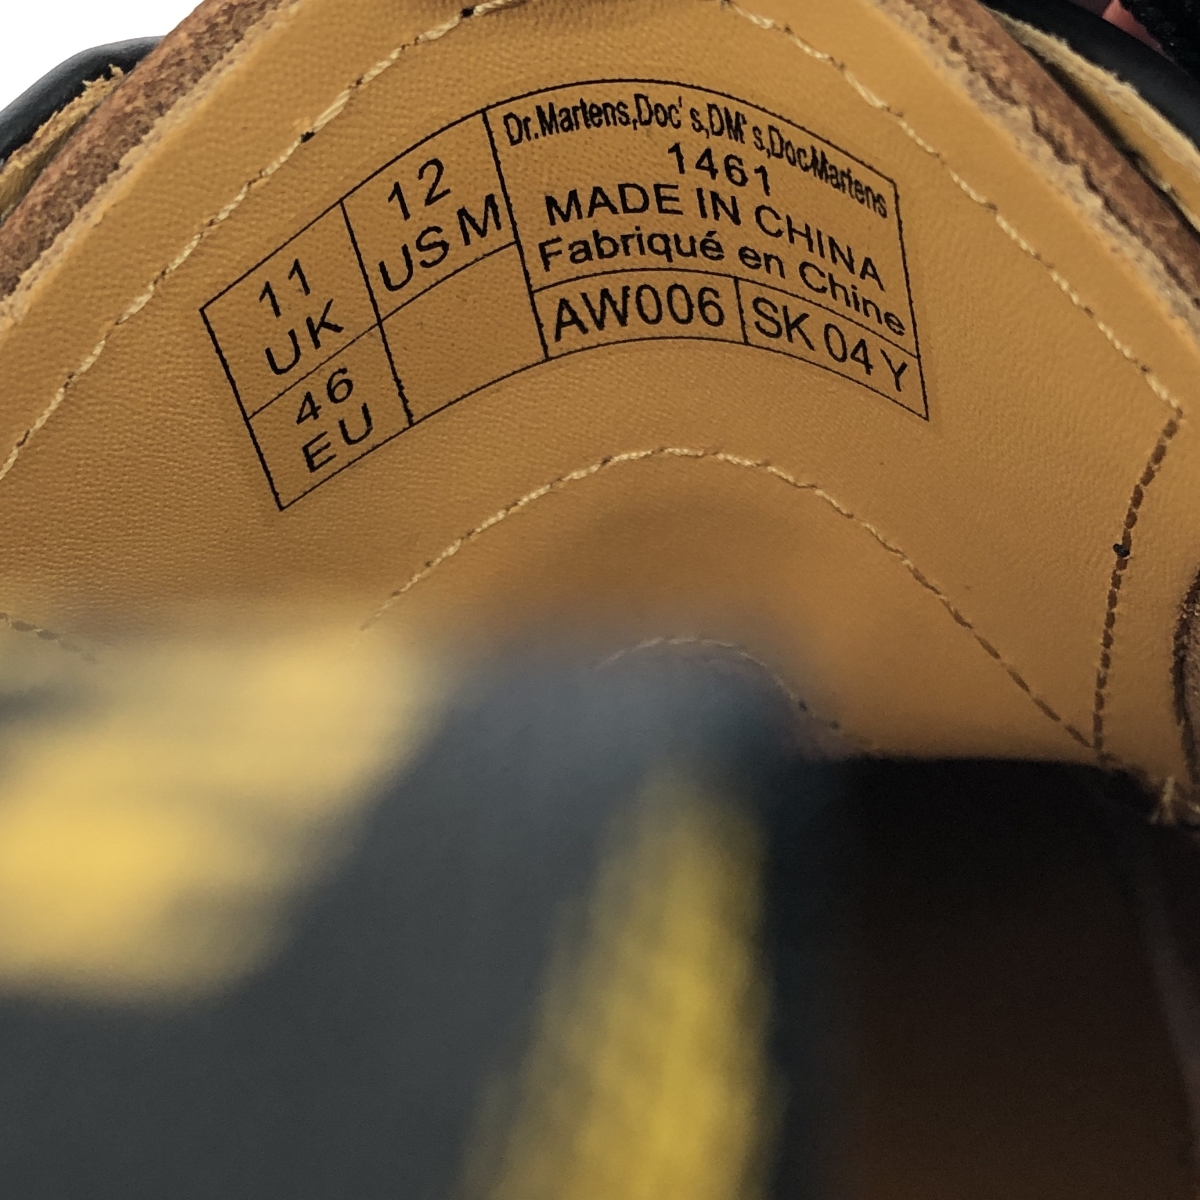 11
UK
12
US M
46
EU
Dr.Martens,Doc's,DM's,DocMartens
1461
MADE IN CHINA
Fabriqué en Chine
AW006
SK 04 Y